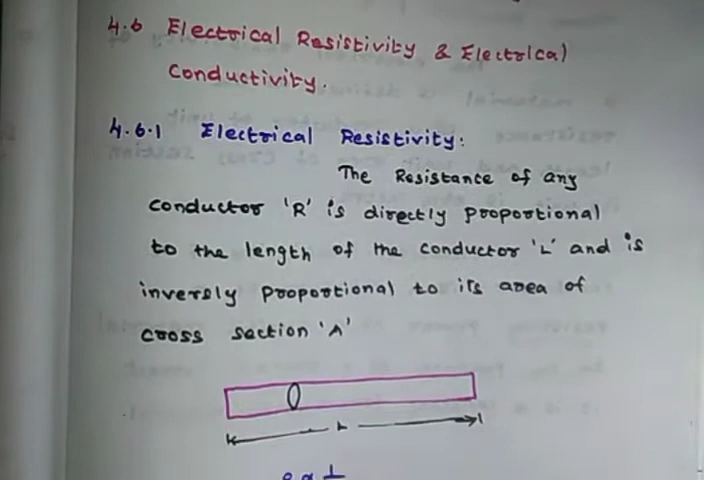 4.6 Electrical Resistivity & Electrical
Conductivity.
4.6.1 Electrical Resistivity:
The Resistance of any
conductor 'R' is directly proportional
to the length of the conductor 'L' and is
inversly proportional to its area of
cross section 'A'
L